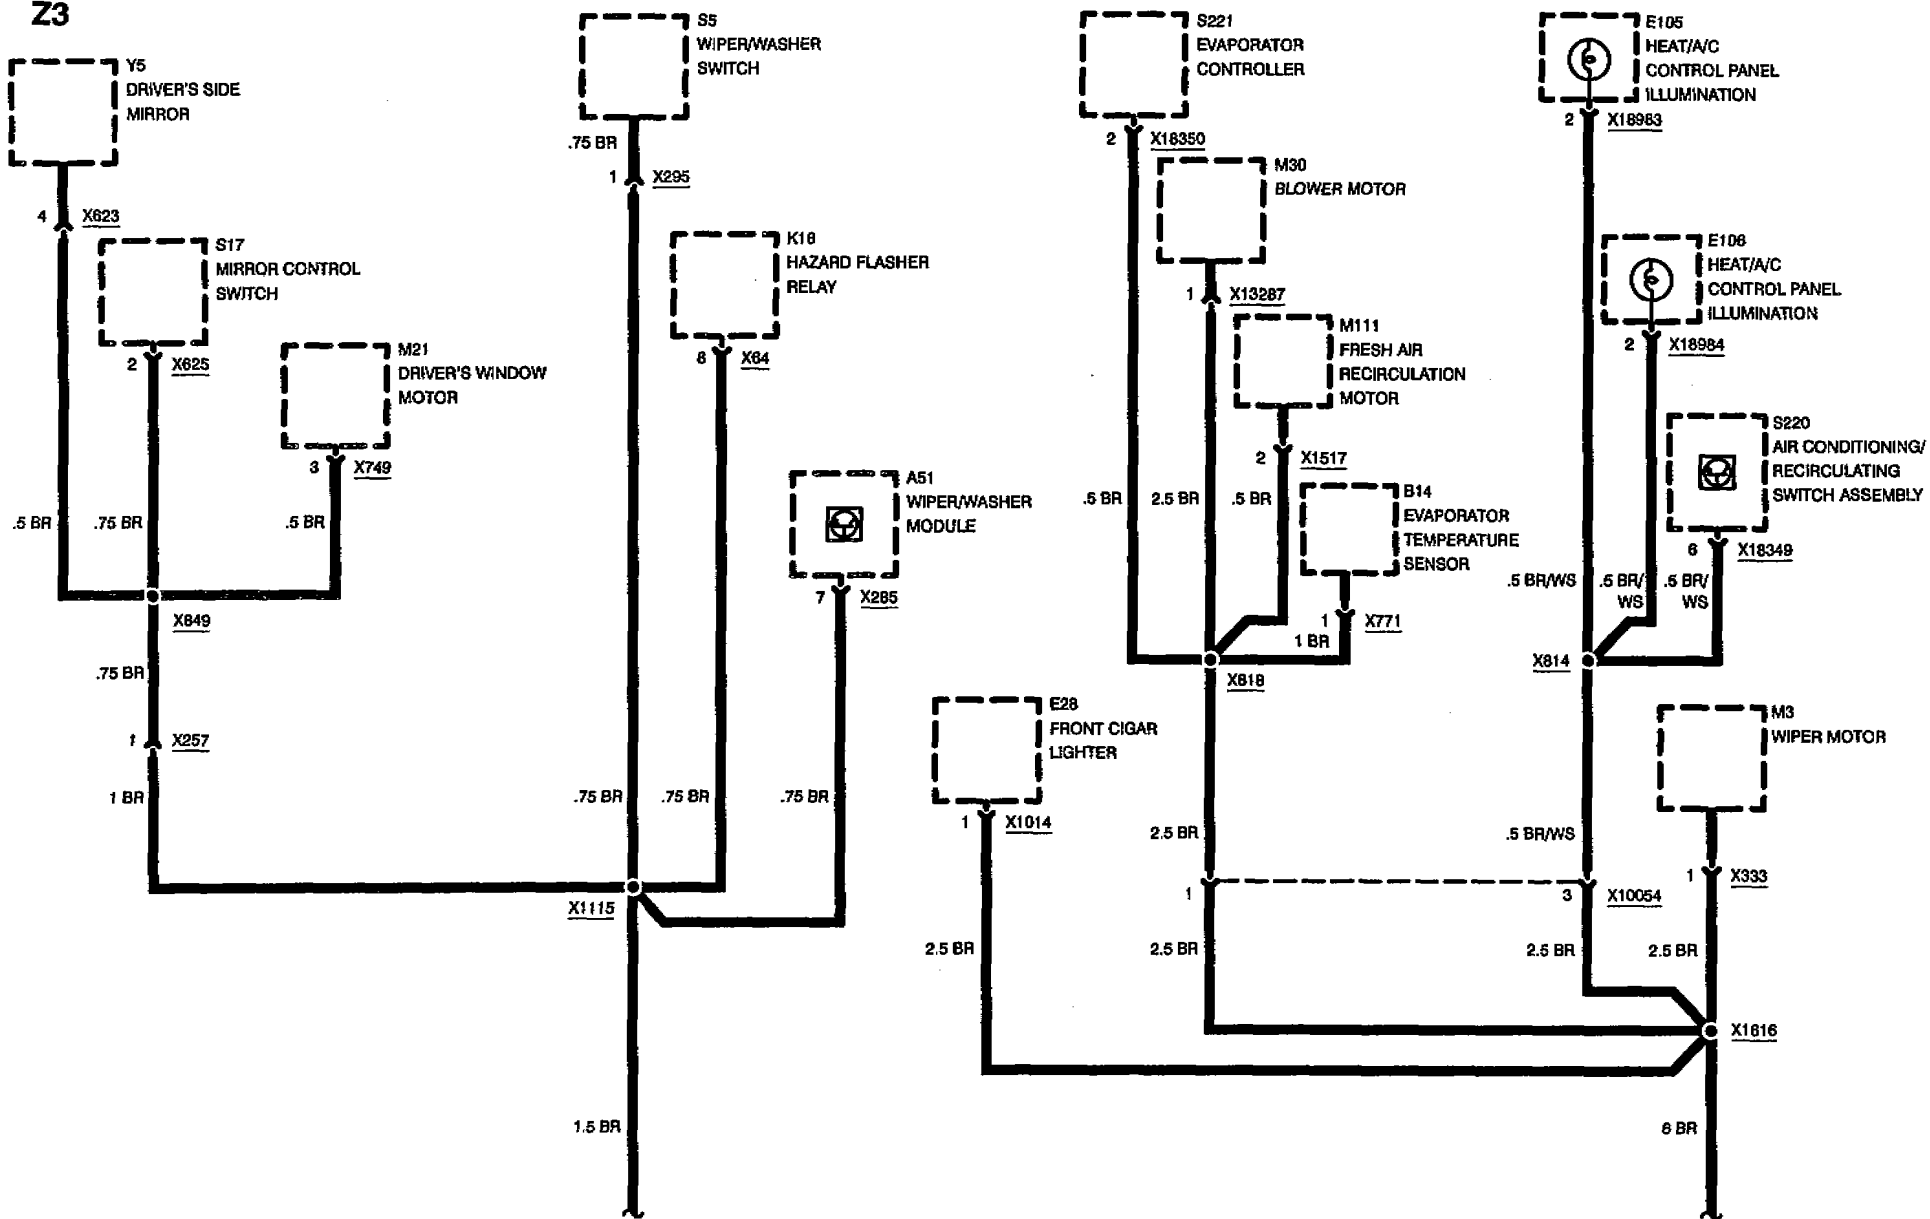 Z3
Y5
DRIVER'S SIDE
MIRROR
4
X623
.5 BR
S17
MIRROR CONTROL
SWITCH
2
X625
.75 BR
M21
DRIVER'S WINDOW
MOTOR
3
X749
.5 BR
X849
.75 BR
1
X257
1 BR
S5
WIPER/WASHER
SWITCH
.75 BR
1
X295
.75 BR
K16
HAZARD FLASHER
RELAY
6
X64
.75 BR
A51
WIPER/WASHER
MODULE
7
X285
.75 BR
X1115
1.5 BR
S221
EVAPORATOR
CONTROLLER
2
X18350
.5 BR
M30
BLOWER MOTOR
1
X13287
2.5 BR
M111
FRESH AIR
RECIRCULATION
MOTOR
2
X1517
.5 BR
B14
EVAPORATOR
TEMPERATURE
SENSOR
1
X771
1 BR
X818
2.5 BR
1
2.5 BR
E28
FRONT CIGAR
LIGHTER
1
X1014
2.5 BR
E105
HEAT/A/C
CONTROL PANEL
ILLUMINATION
2
X18983
.5 BR/WS
E106
HEAT/A/C
CONTROL PANEL
ILLUMINATION
2
X18984
.5 BR/
WS
S220
AIR CONDITIONING/
RECIRCULATING
SWITCH ASSEMBLY
6
X18349
.5 BR/
WS
X814
.5 BR/WS
3
X10054
2.5 BR
M3
WIPER MOTOR
1
X333
2.5 BR
X1616
6 BR